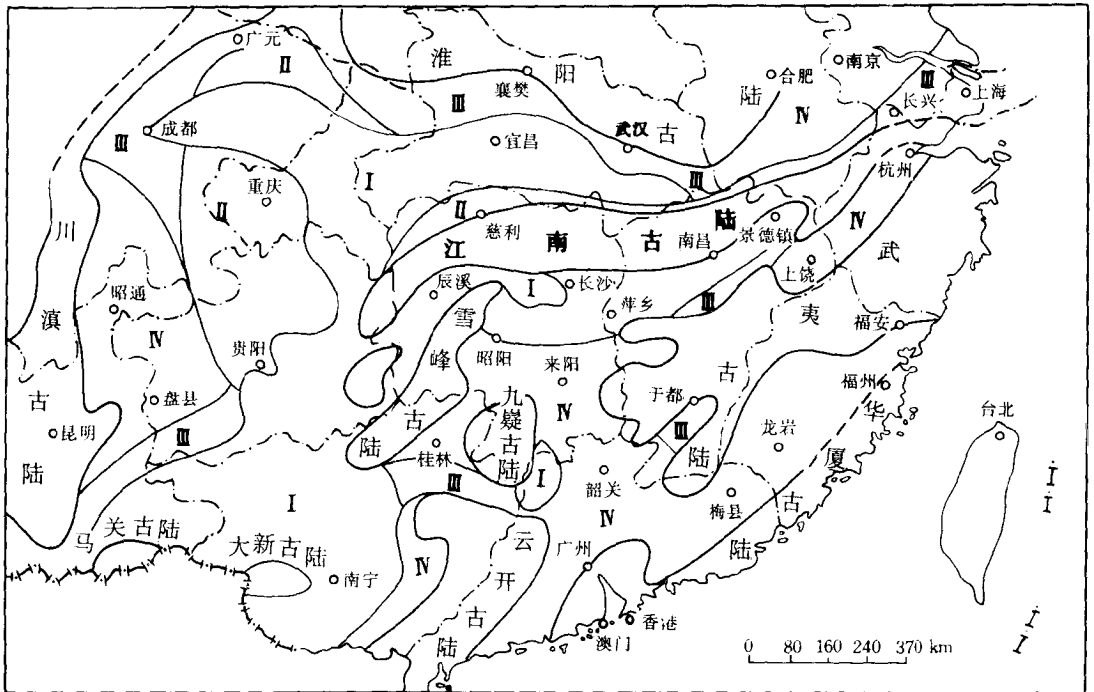 广元
Ⅱ
淮
阳
襄樊
Ⅲ
合肥
南京
Ⅲ
上海
长兴
陆
Ⅳ
成都
Ⅲ
宜昌
武汉
古
杭州
重庆
Ⅱ
Ⅰ
Ⅲ
Ⅱ
慈利
江
南
古
陆
南昌
景德镇
Ⅳ
武
川
上饶
昭通
滇
辰溪
Ⅰ
长沙
萍乡
Ⅲ
夷
福安
雪
Ⅳ
贵阳
峰
昭阳
来阳
古
福州
盘县
九
嶷
古
陆
Ⅳ
于都
华
台北
古
昆明
Ⅲ
古
陆
桂林
Ⅲ
龙岩
厦
陆
陆
Ⅰ
Ⅲ
Ⅰ
韶关
梅县
古
马
关
古
陆
Ⅳ
云
广州
陆
大
新
古
陆
南宁
Ⅳ
开
古
陆
香港
澳门
0 80 160 240 370 km